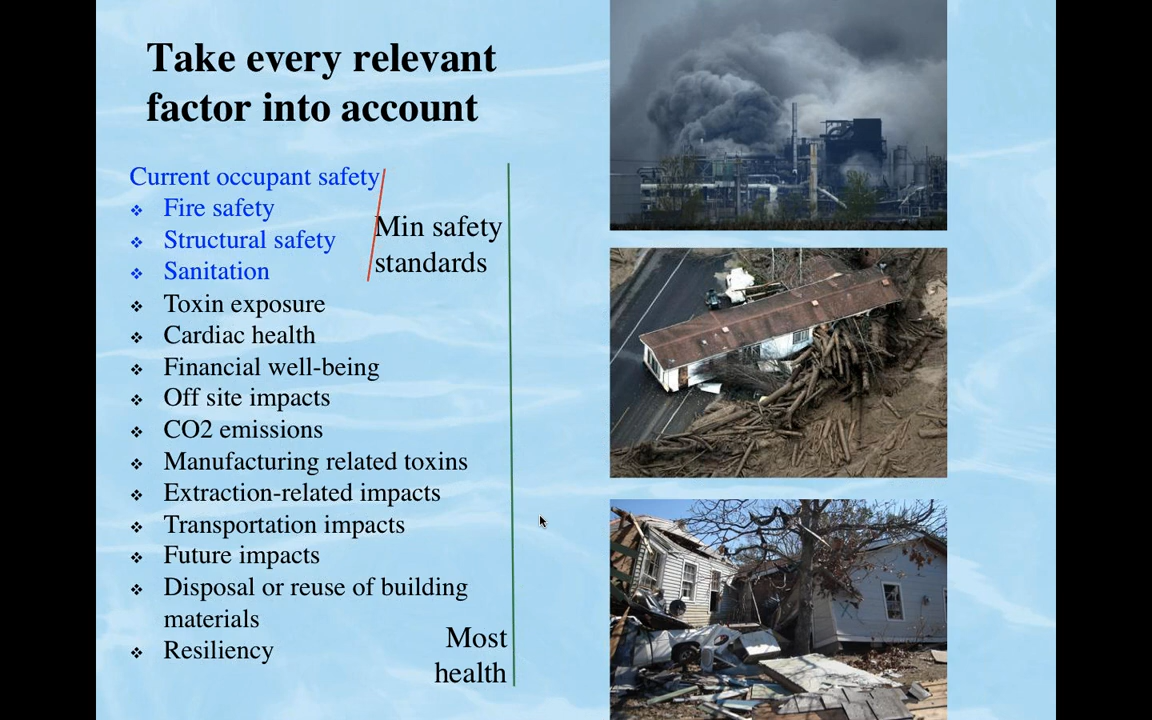 Take every relevant
factor into account
Current occupant safety
❖ Fire safety
❖ Structural safety
❖ Sanitation
Min safety
standards
❖ Toxin exposure
❖ Cardiac health
❖ Financial well-being
❖ Off site impacts
❖ CO2 emissions
❖ Manufacturing related toxins
❖ Extraction-related impacts
❖ Transportation impacts
❖ Future impacts
❖ Disposal or reuse of building
materials
❖ Resiliency
Most
health